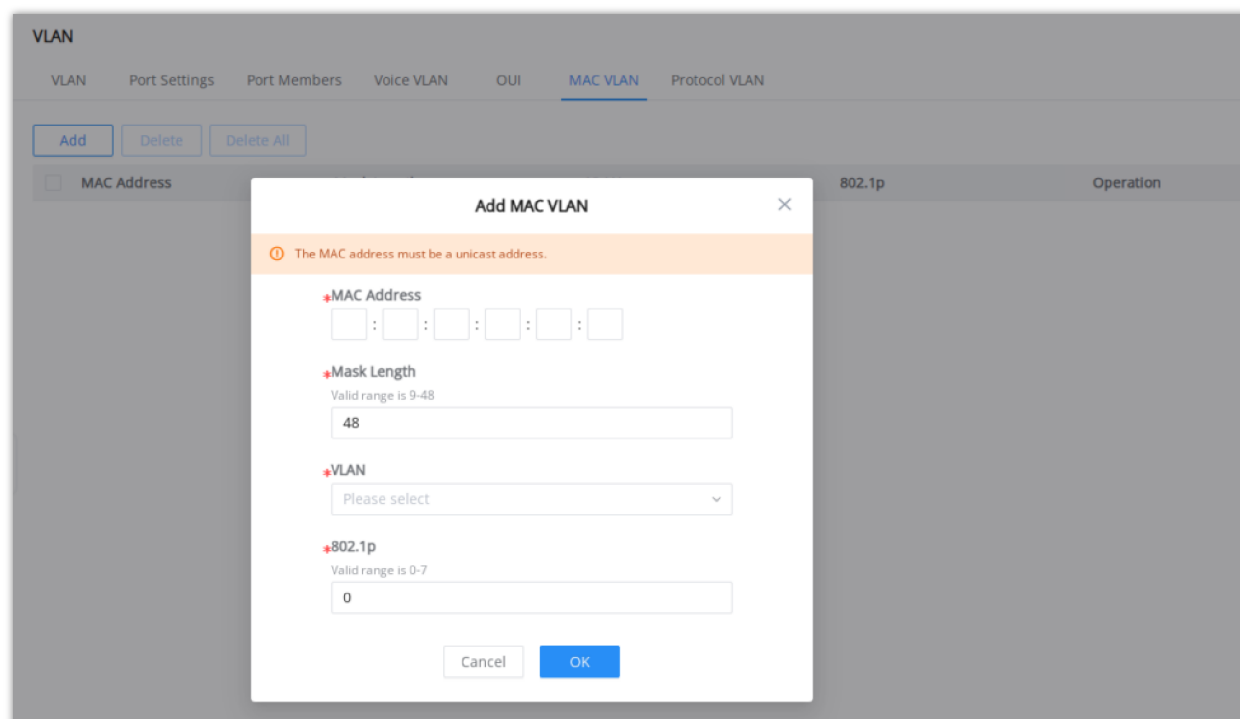 VLAN
VLAN Port Settings Port Members Voice VLAN OUI MAC VLAN Protocol VLAN
Add Delete Delete All
MAC Address 802.1p Operation
Add MAC VLAN
The MAC address must be a unicast address.
*MAC Address
: : : : :
*Mask Length
Valid range is 9-48
48
*VLAN
Please select
*802.1p
Valid range is 0-7
0
Cancel OK